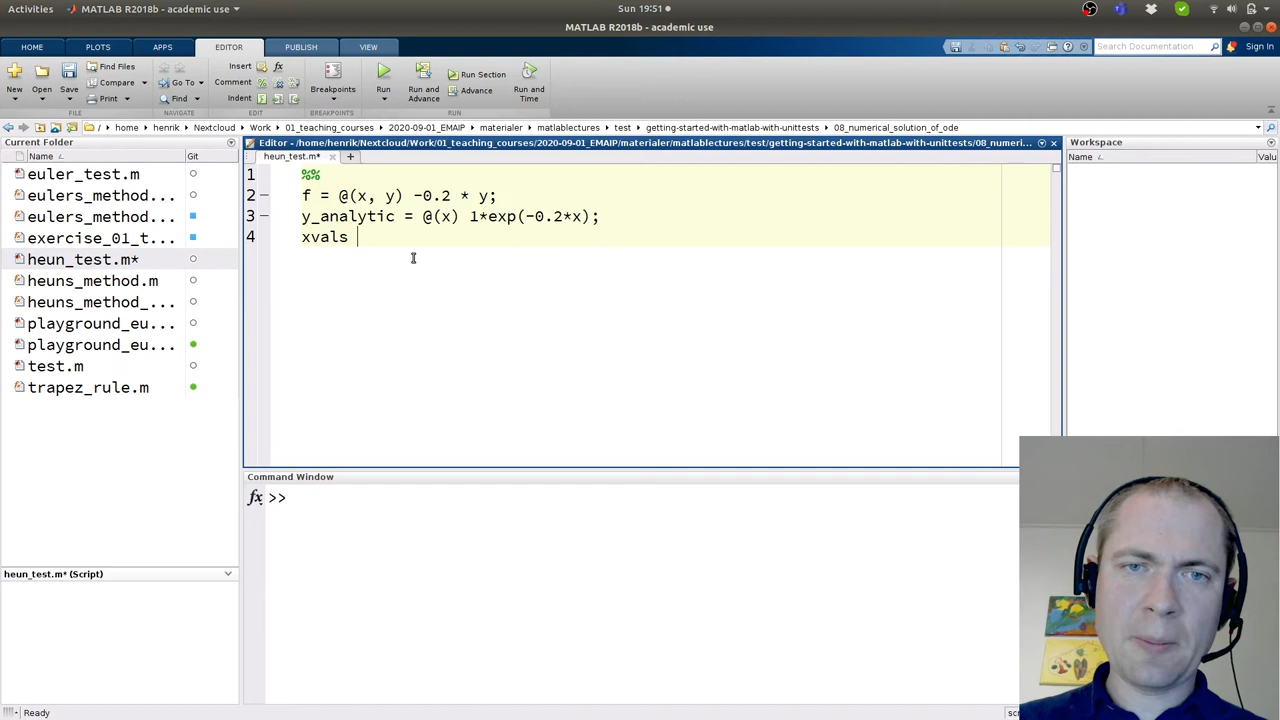 Activities
MATLAB R2018b - academic use
Sun 19:51
MATLAB R2018b - academic use
HOME
PLOTS
APPS
EDITOR
PUBLISH
VIEW
Search Documentation
Sign In
New
Open
Save
Find Files
Compare
Print
Go To
Find
Insert
fx
Comment
Indent
Breakpoints
Run
Run and Advance
Run Section
Advance
Run and Time
FILE
NAVIGATE
EDIT
BREAKPOINTS
RUN
/ home henrik Nextcloud Work 01_teaching_courses 2020-09-01_EMAIP materialer matlablectures test getting-started-with-matlab-with-unittests 08_numerical_solution_of_ode
Current Folder
Name
Git
euler_test.m
eulers_method...
eulers_meth...
exercise_01_t...
heun_test.m*
heuns_method.m
heuns_method_...
playground_eu...
playground_eu...
test.m
trapez_rule.m
heun_test.m* (Script)
Editor - /home/henrik/Nextcloud/Work/01_teaching_courses/2020-09-01_EMAIP/materialer/matlablectures/test/getting-started-with-matlab-with-unittests/08_numeri...
heun_test.m*
1 %%
2 f = @(x, y) -0.2 * y;
3 y_analytic = @(x) 1*exp(-0.2*x);
4 xvals
Command Window
fx >>
Workspace
Name
Valu
Ready
scr